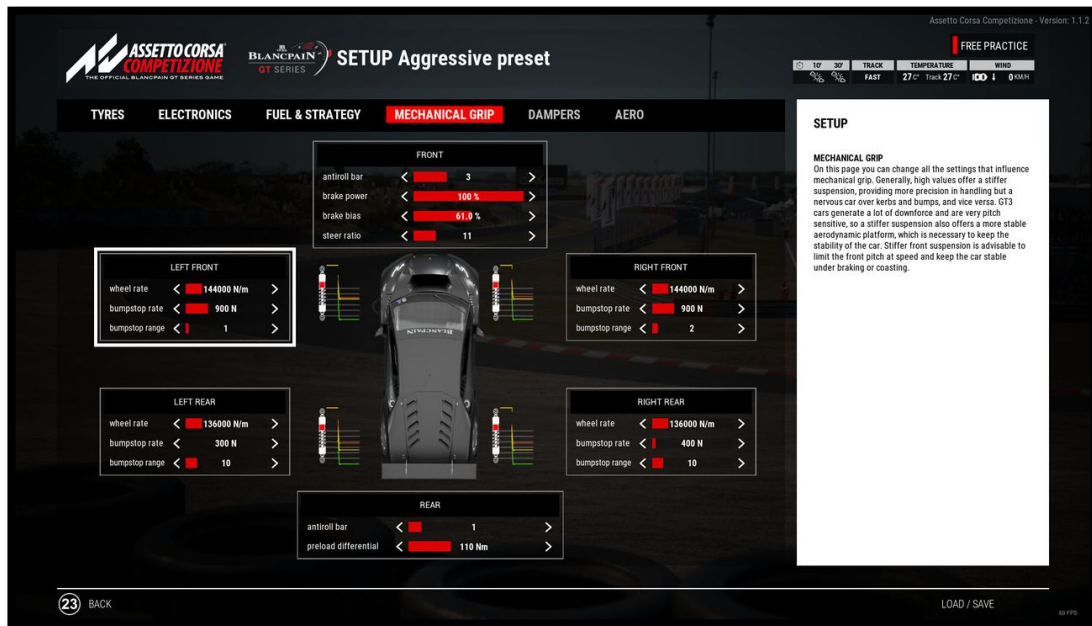 Assetto Corsa Competizione - Version: 1.1.2
ASSETTO CORSA
COMPETIZIONE
THE OFFICIAL BLANCPAIN GT SERIES GAME
BLANCPAIN
GT SERIES
SETUP Aggressive preset
FREE PRACTICE
10' 30' TRACK TEMPERATURE WIND
FAST 27 C° Track 27 C° 0 KM/H
TYRES ELECTRONICS FUEL & STRATEGY MECHANICAL GRIP DAMPERS AERO
FRONT
antiroll bar 3
brake power 100 %
brake bias 61.0 %
steer ratio 11
LEFT FRONT
wheel rate 144000 N/m
bumpstop rate 900 N
bumpstop range 1
RIGHT FRONT
wheel rate 144000 N/m
bumpstop rate 900 N
bumpstop range 2
BLANCPAIN
LEFT REAR
wheel rate 136000 N/m
bumpstop rate 300 N
bumpstop range 10
RIGHT REAR
wheel rate 136000 N/m
bumpstop rate 400 N
bumpstop range 10
REAR
antiroll bar 1
preload differential 110 Nm
SETUP
MECHANICAL GRIP
On this page you can change all the settings that influence
mechanical grip. Generally, high values offer a stiffer
suspension, providing more precision in handling but a
nervous car over kerbs and bumps, and vice versa. GT3
cars generate a lot of downforce and are very pitch
sensitive, so a stiffer suspension also offers a more stable
aerodynamic platform, which is necessary to keep the
stability of the car. Stiffer front suspension is advisable to
limit the front pitch at speed and keep the car stable
under braking or coasting.
23 BACK
LOAD / SAVE
60 FPS